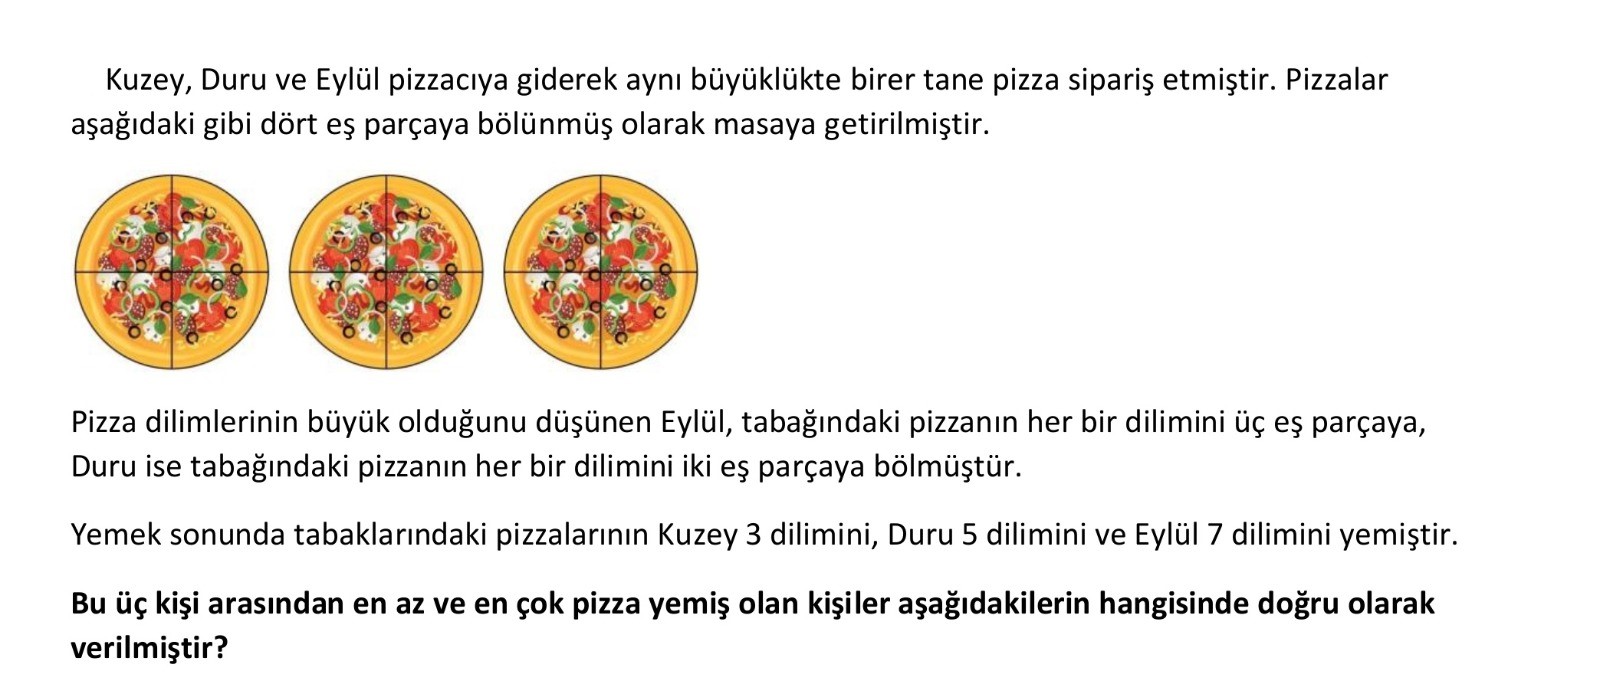 Kuzey, Duru ve Eylül pizzacıya giderek aynı büyüklükte birer tane pizza sipariş etmiştir. Pizzalar
aşağıdaki gibi dört eş parçaya bölünmüş olarak masaya getirilmiştir.
Pizza dilimlerinin büyük olduğunu düşünen Eylül, tabağındaki pizzanın her bir dilimini üç eş parçaya,
Duru ise tabağındaki pizzanın her bir dilimini iki eş parçaya bölmüştür.
Yemek sonunda tabaklarındaki pizzalarının Kuzey 3 dilimini, Duru 5 dilimini ve Eylül 7 dilimini yemiştir.
Bu üç kişi arasından en az ve en çok pizza yemiş olan kişiler aşağıdakilerin hangisinde doğru olarak
verilmiştir?